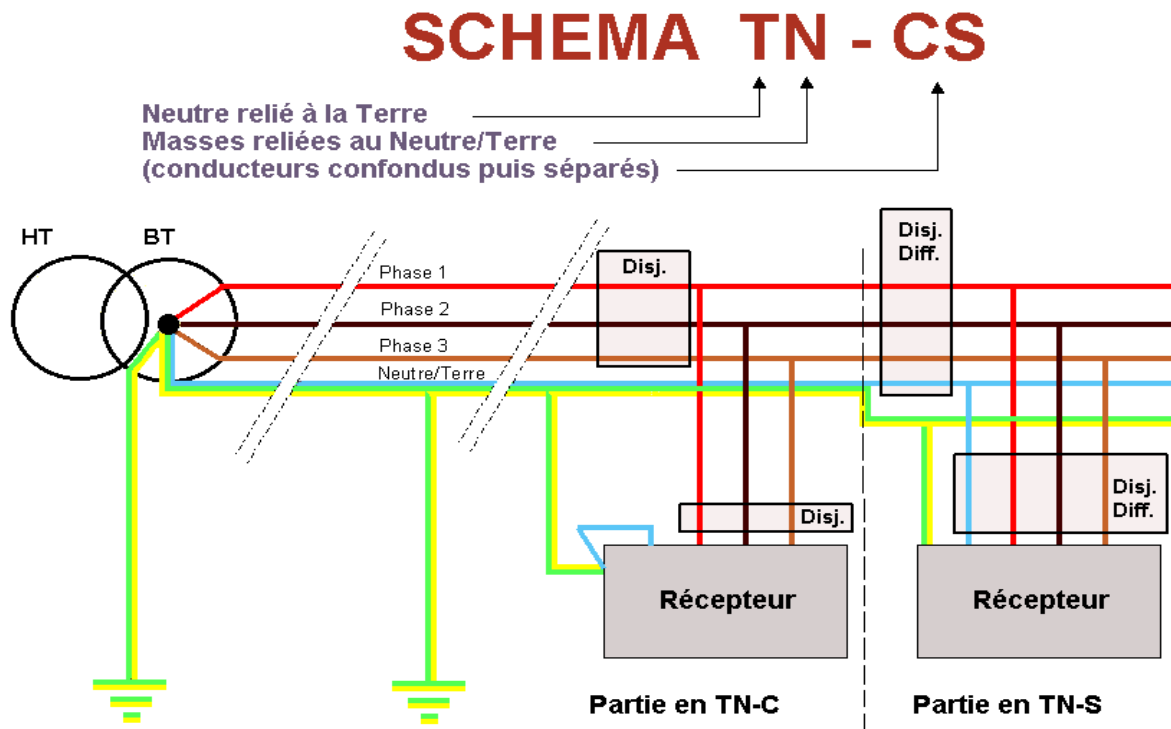 SCHEMA TN - CS
Neutre relié à la Terre
Masses reliées au Neutre/Terre
(conducteurs confondus puis séparés)
HT
BT
Phase 1
Phase 2
Phase 3
Neutre/Terre
Disj.
Disj.
Diff.
Disj.
Disj.
Diff.
Récepteur
Récepteur
Partie en TN-C
Partie en TN-S